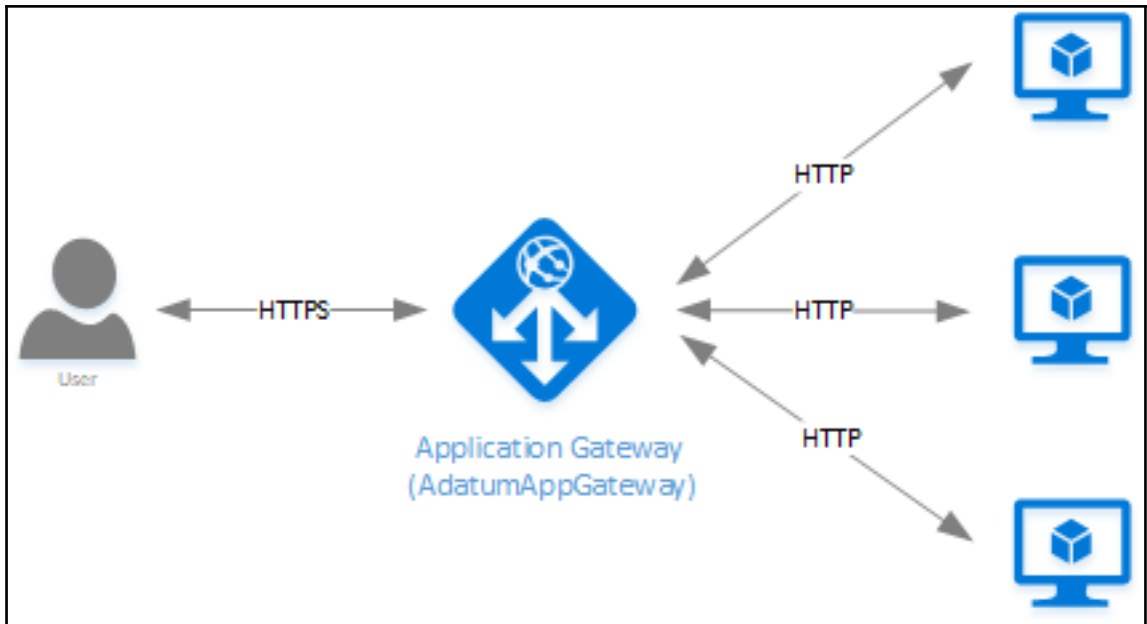 HTTP
HTTPS
HTTP
User
HTTP
Application Gateway
(AdatumAppGateway)